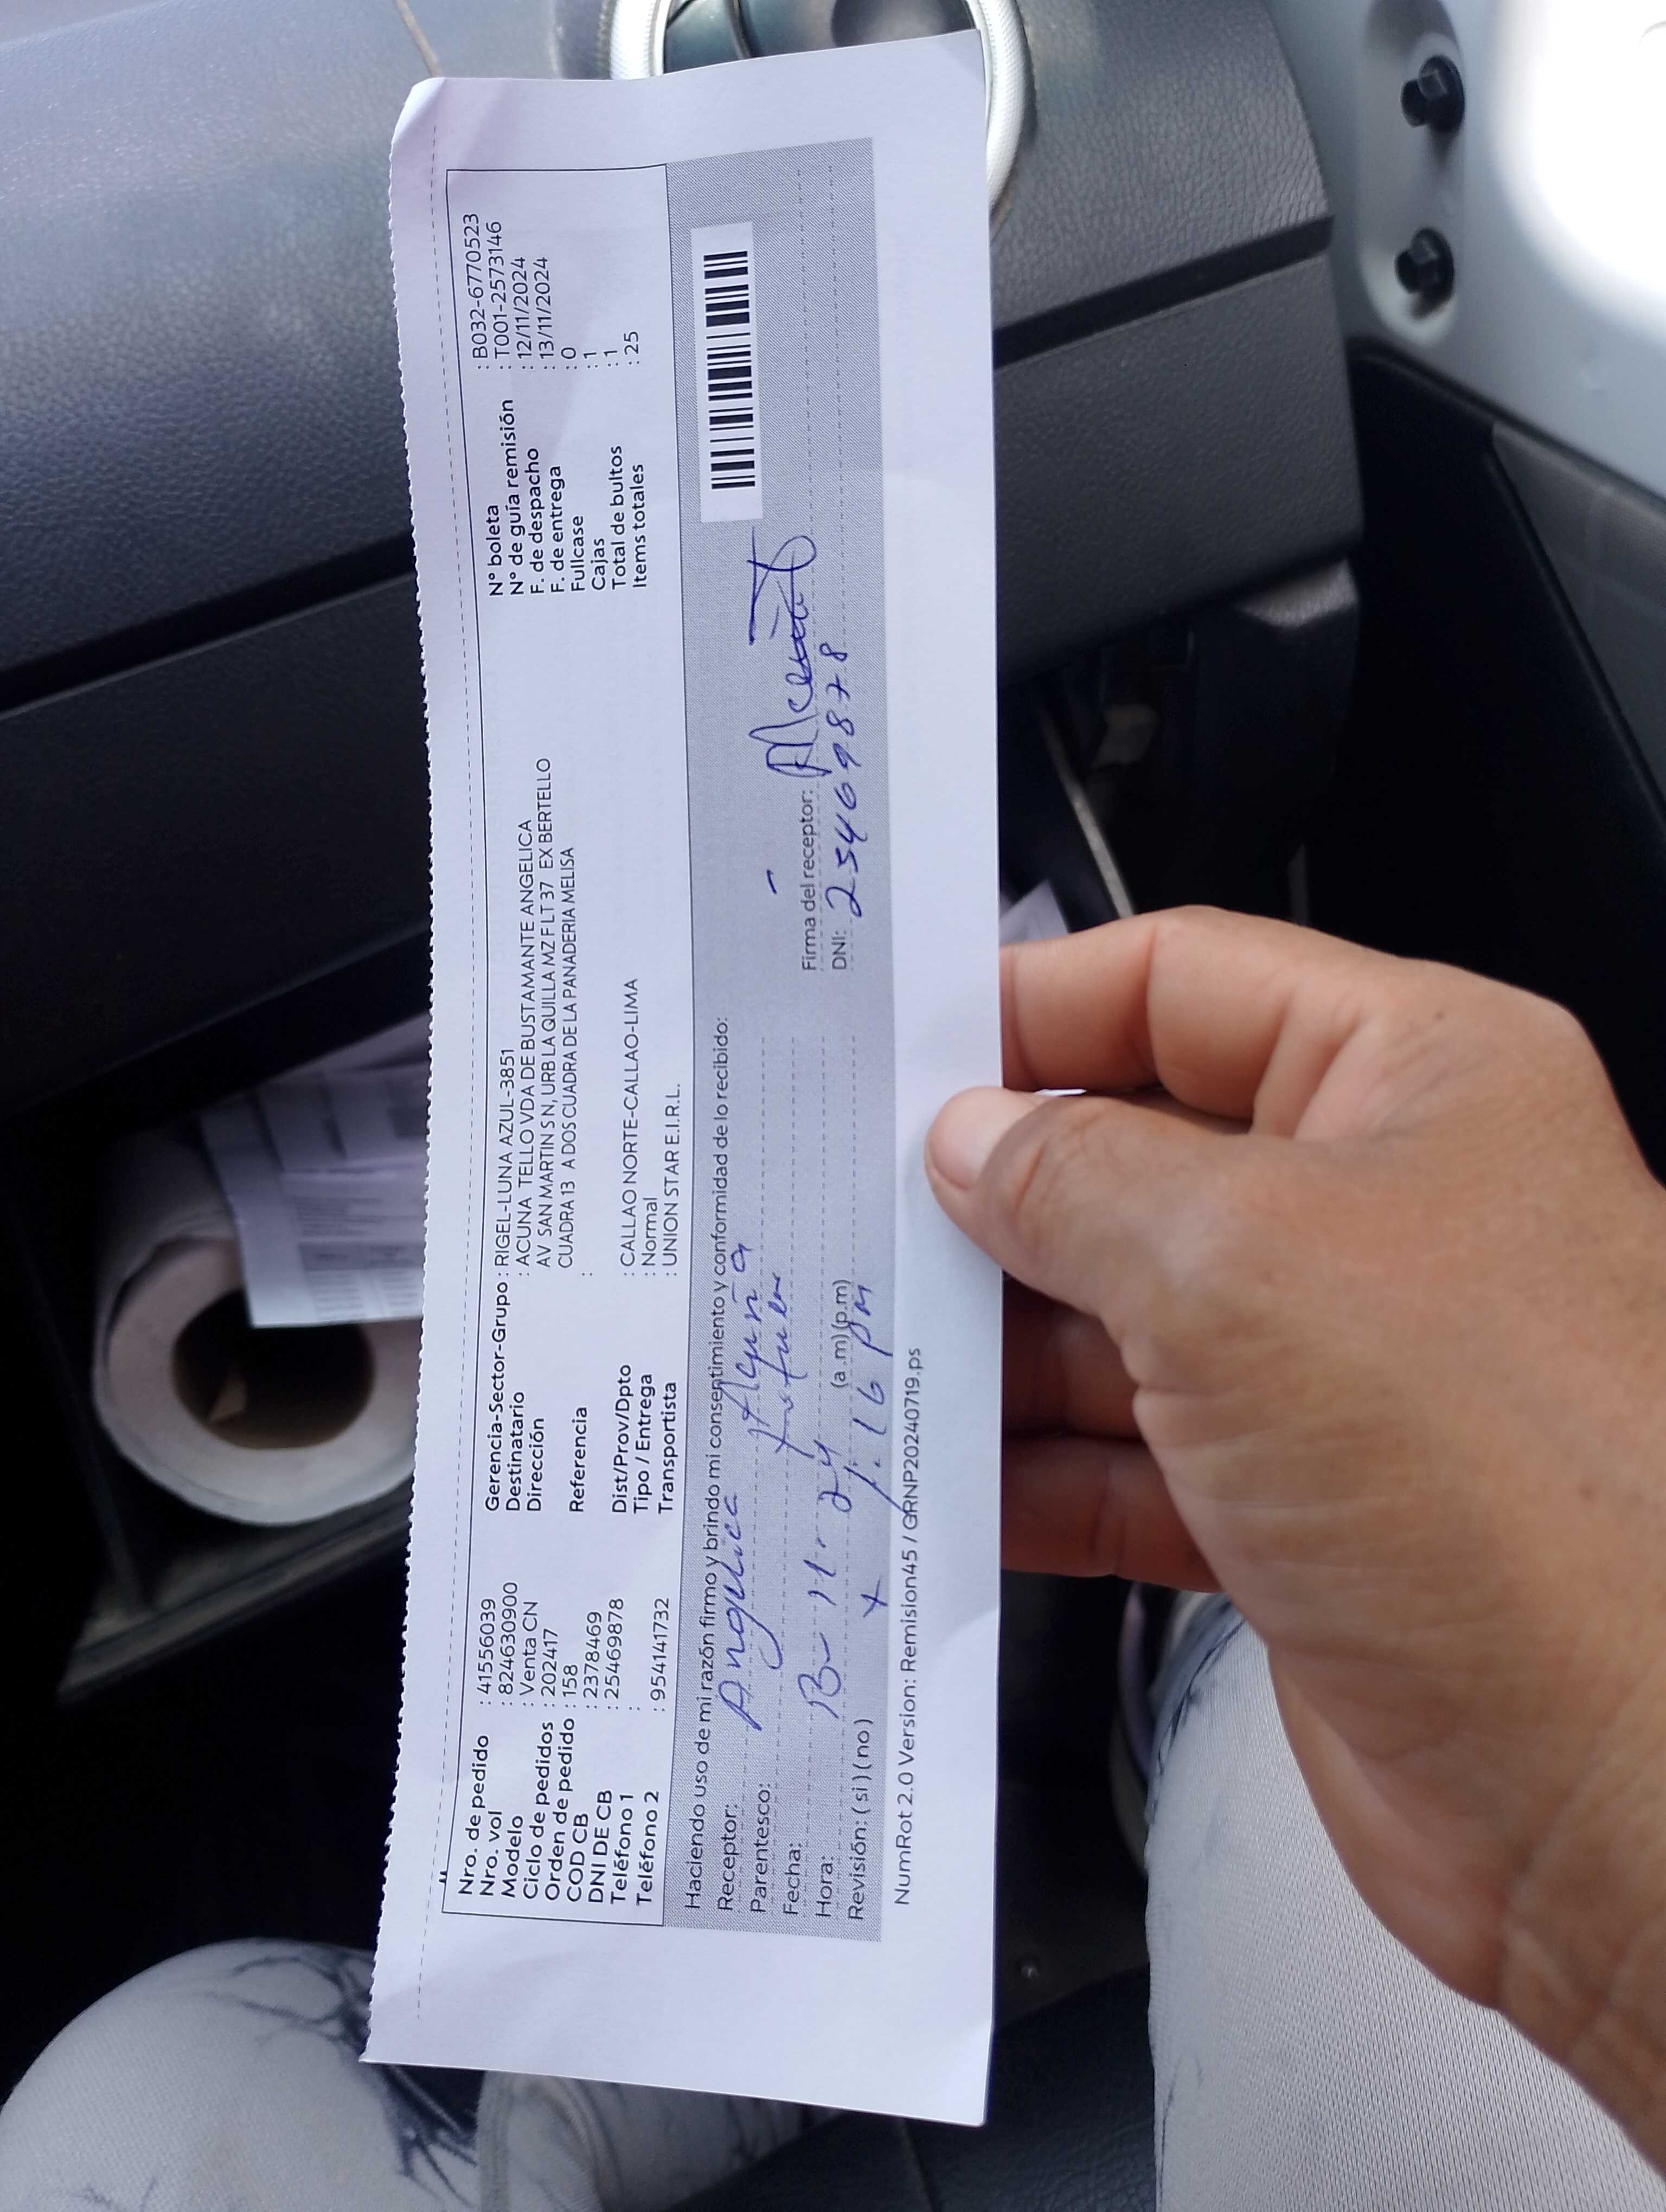 Nro. de pedido : 41556039
Nro. vol : 824630900
Modelo : Venta CN
Ciclo de pedidos : 202417
Orden de pedido : 158
COD CB : 2378469
DNI DE CB : 25469878
Teléfono 1 :
Teléfono 2 : 954141732
Gerencia-Sector-Grupo : RIGEL-LUNA AZUL-3851
Destinatario : ACUNA TELLO VDA DE BUSTAMANTE ANGELICA
Dirección AV SAN MARTIN S N, URB LA QUILLA MZ F LT 37 EX BERTELLO
CUADRA 13 A DOS CUADRA DE LA PANADERIA MELISA
Referencia :
Dist/Prov/Dpto : CALLAO NORTE-CALLAO-LIMA
Tipo / Entrega : Normal
Transportista : UNION STAR E.I.R.L.
N° boleta : B032-6770523
N° de guía remisión : T001-2573146
F. de despacho : 12/11/2024
F. de entrega : 13/11/2024
Fullcase : 0
Cajas : 1
Total de bultos : 1
Items totales : 25
Haciendo uso de mi razón firmo y brindo mi consentimiento y conformidad de lo recibido:
Receptor: Angelica Acuña
Parentesco:
Fecha: 13- 11- 24
Hora: (a.m) (p.m)
1:16 pm
Revisión: ( si ) ( no ) x
Firma del receptor:
DNI: 25469878
NumRot 2.0 Version: Remision45 / GRNP20240719.ps